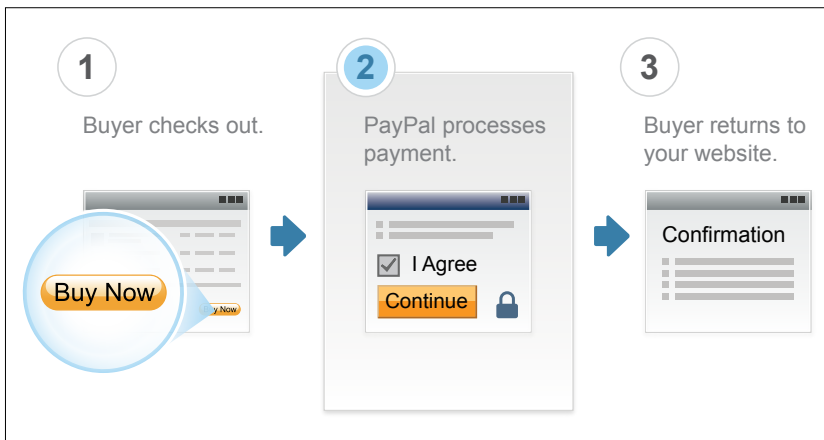 1
Buyer checks out.
Buy Now
y Now
2
PayPal processes
payment.
I Agree
Continue
3
Buyer returns to
your website.
Confirmation